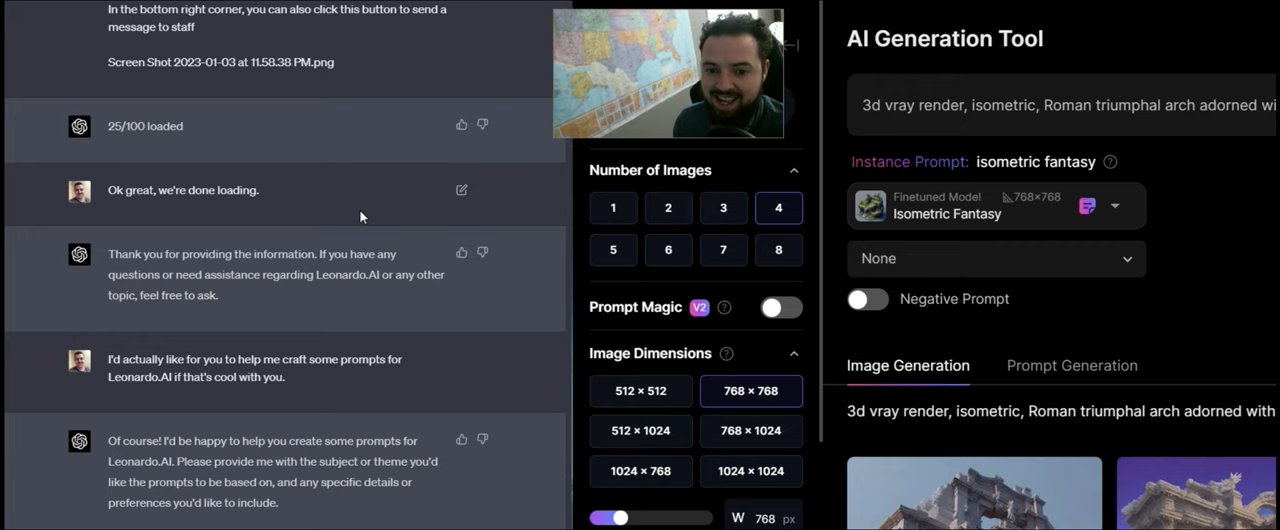 In the bottom right corner, you can also click this button to send a
message to staff
Screen Shot 2023-01-03 at 11.58.38 PM.png
25/100 loaded
Ok great, we're done loading.
Thank you for providing the information. If you have any
questions or need assistance regarding Leonardo.AI or any other
topic, feel free to ask.
I'd actually like for you to help me craft some prompts for
Leonardo.AI if that's cool with you.
Of course! I'd be happy to help you create some prompts for
Leonardo.AI. Please provide me with the subject or theme you'd
like the prompts to be based on, and any specific details or
preferences you'd like to include.
Number of Images
1 2 3 4
5 6 7 8
Prompt Magic V2 ?
Image Dimensions ?
512 × 512 768 × 768
512 × 1024 768 × 1024
1024 × 768 1024 × 1024
W 768 px
AI Generation Tool
3d vray render, isometric, Roman triumphal arch adorned wi
Instance Prompt: isometric fantasy ?
Finetuned Model 768×768
Isometric Fantasy
None
Negative Prompt
Image Generation Prompt Generation
3d vray render, isometric, Roman triumphal arch adorned with